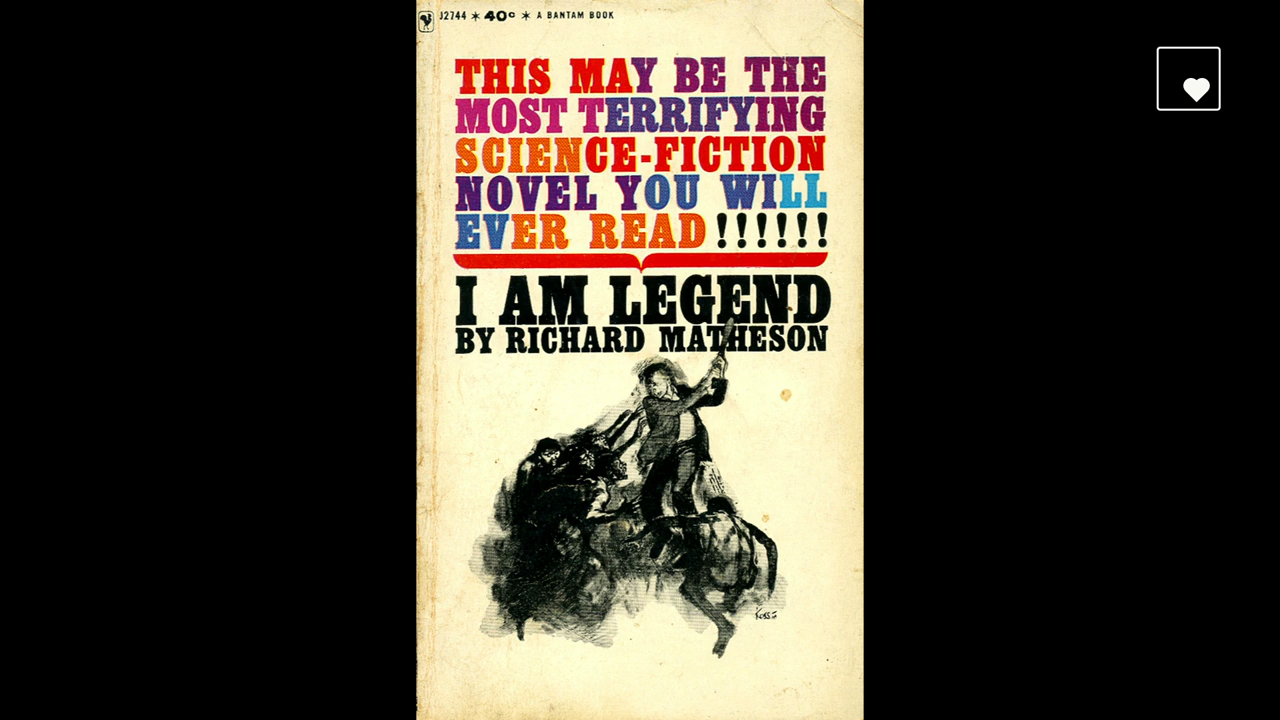 J2744 * 40¢ * A BANTAM BOOK
THIS MAY BE THE
MOST TERRIFYING
SCIENCE-FICTION
NOVEL YOU WILL
EVER READ !!!!!!
I AM LEGEND
BY RICHARD MATHESON